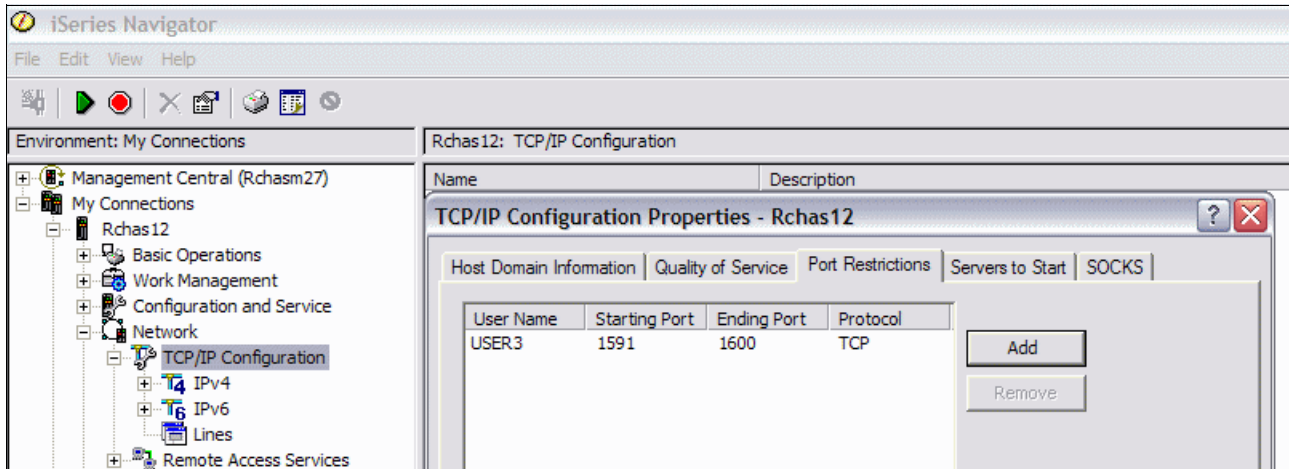 iSeries Navigator
File Edit View Help
Environment: My Connections
Rchas12: TCP/IP Configuration
Management Central (Rchasm27)
My Connections
Rchas12
Basic Operations
Work Management
Configuration and Service
Network
TCP/IP Configuration
IPv4
IPv6
Lines
Remote Access Services
Name Description
TCP/IP Configuration Properties - Rchas12
Host Domain Information Quality of Service Port Restrictions Servers to Start SOCKS
User Name Starting Port Ending Port Protocol
USER3 1591 1600 TCP
Add
Remove